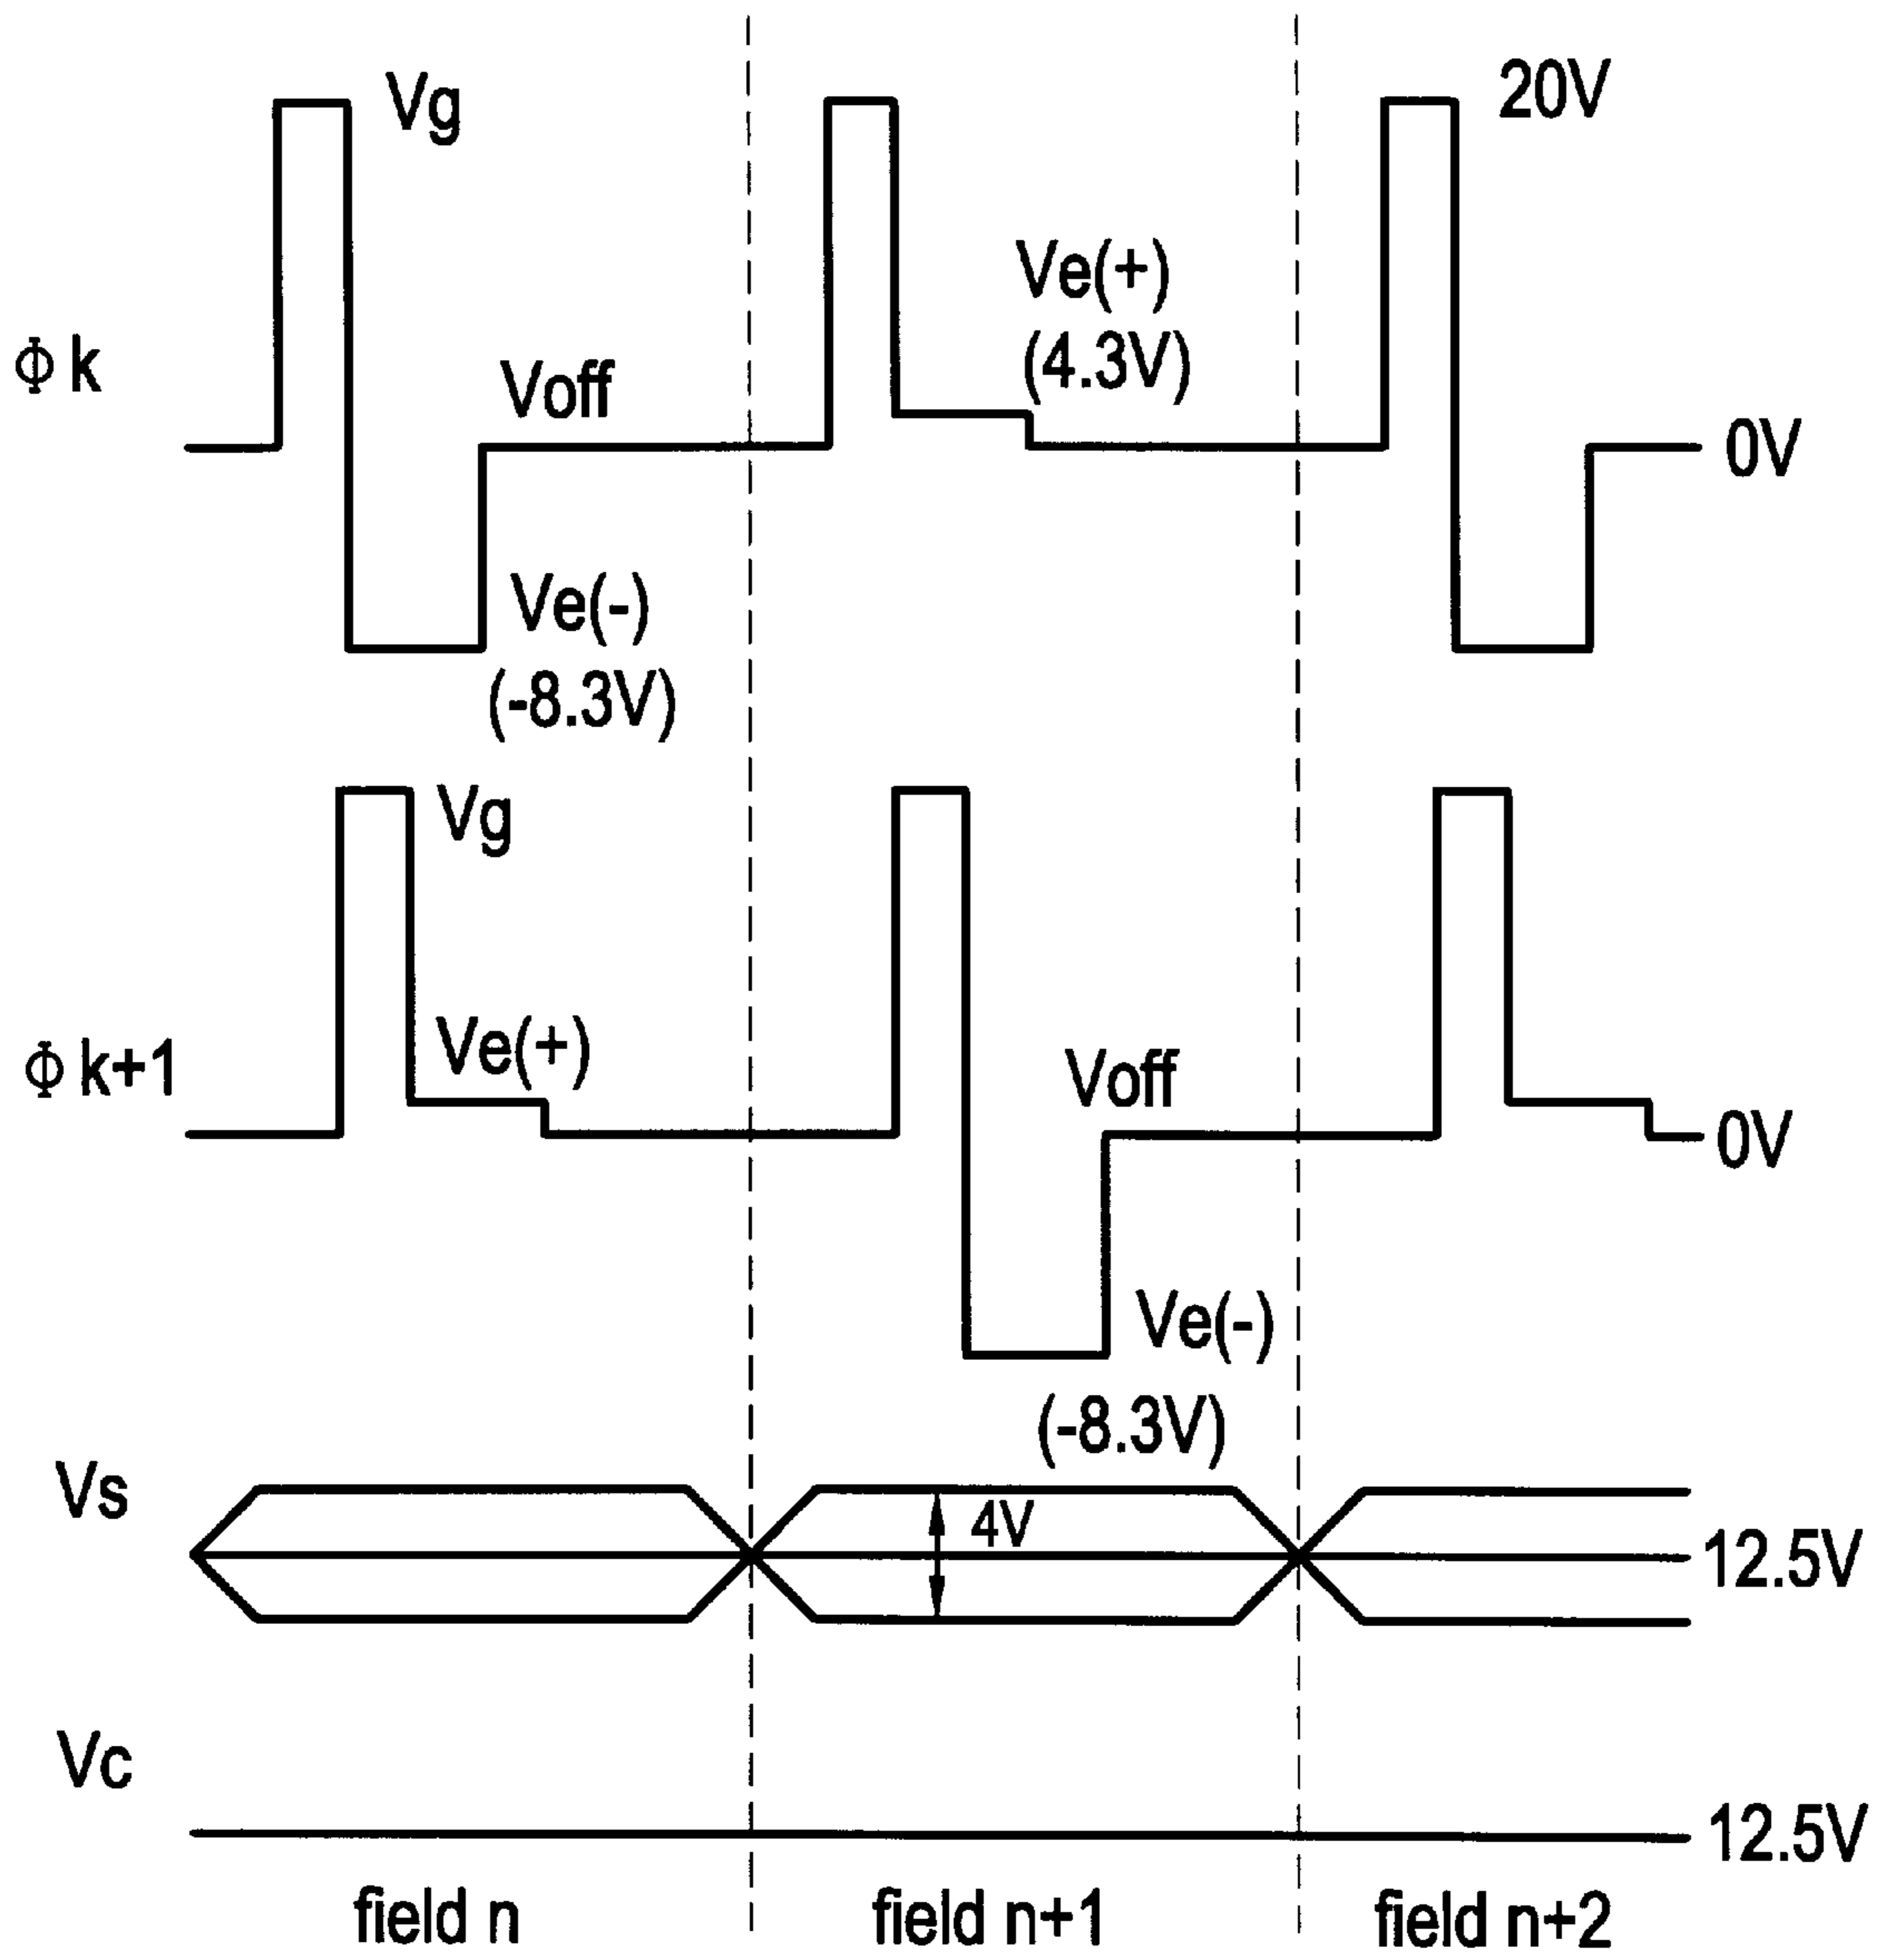 Vg
20V
Ve(+)
(4.3V)
Φk
Voff
0V
Ve(-)
(-8.3V)
Vg
Ve(+)
Φk+1
Voff
0V
Ve(-)
(-8.3V)
Vs
4V
12.5V
Vc
12.5V
field n
field n+1
field n+2